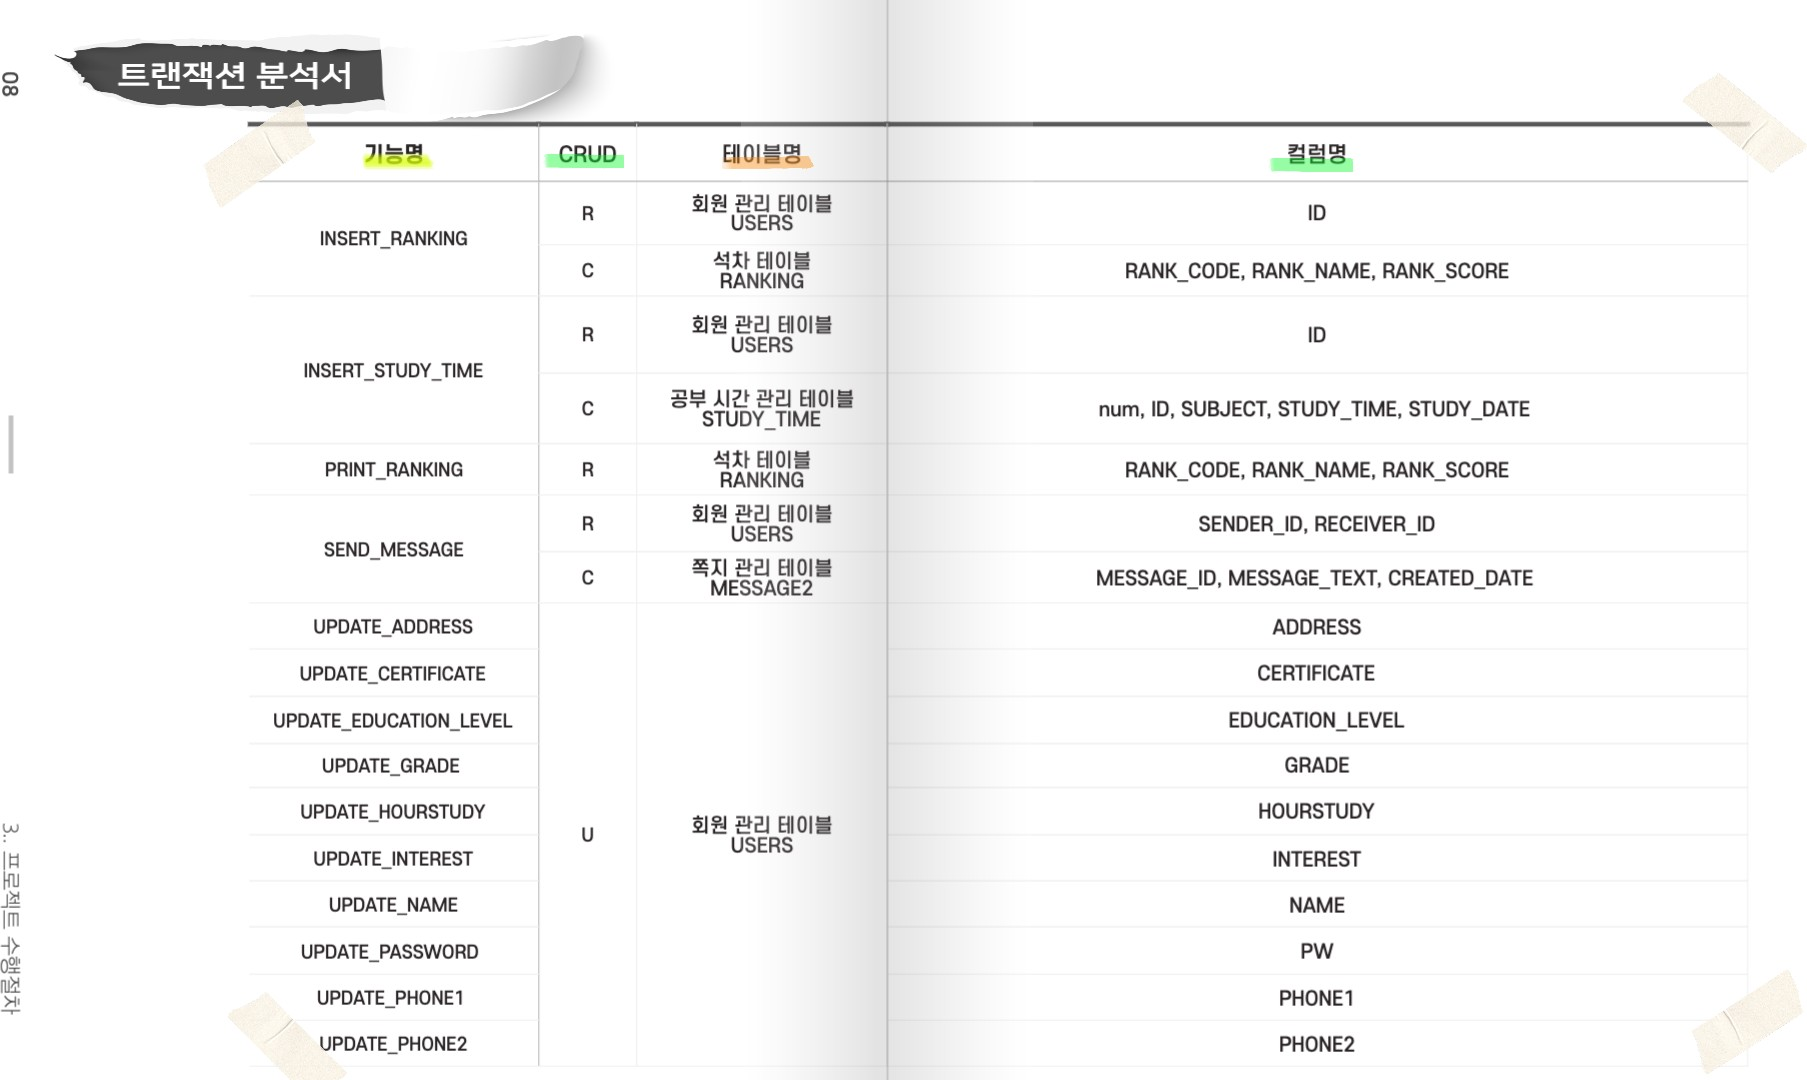 08
트랜잭션 분석서
기능명 CRUD 테이블명 컬럼명
INSERT_RANKING
R
회원 관리 테이블
USERS
ID
C
석차 테이블
RANKING
RANK_CODE, RANK_NAME, RANK_SCORE
INSERT_STUDY_TIME
R
회원 관리 테이블
USERS
ID
C
공부 시간 관리 테이블
STUDY_TIME
num, ID, SUBJECT, STUDY_TIME, STUDY_DATE
PRINT_RANKING
R
석차 테이블
RANKING
RANK_CODE, RANK_NAME, RANK_SCORE
SEND_MESSAGE
R
회원 관리 테이블
USERS
SENDER_ID, RECEIVER_ID
C
쪽지 관리 테이블
MESSAGE2
MESSAGE_ID, MESSAGE_TEXT, CREATED_DATE
UPDATE_ADDRESS
U
회원 관리 테이블
USERS
ADDRESS
UPDATE_CERTIFICATE CERTIFICATE
UPDATE_EDUCATION_LEVEL EDUCATION_LEVEL
UPDATE_GRADE GRADE
UPDATE_HOURSTUDY HOURSTUDY
UPDATE_INTEREST INTEREST
UPDATE_NAME NAME
UPDATE_PASSWORD PW
UPDATE_PHONE1 PHONE1
UPDATE_PHONE2 PHONE2
3.. 프로젝트 수행절차